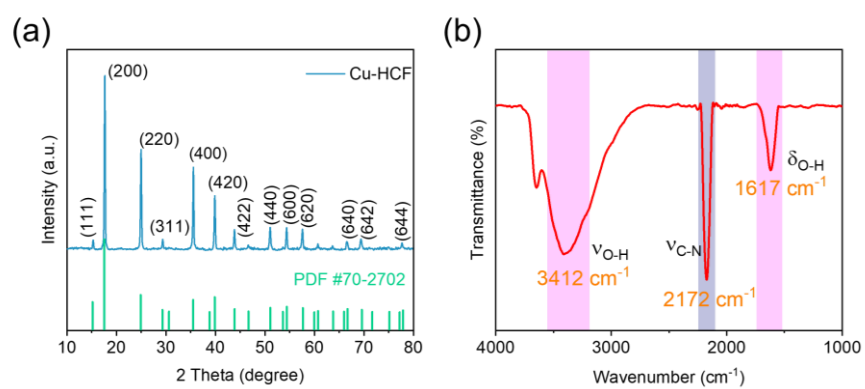 (a)
Intensity (a.u.)
(111)
(200)
(220)
(311)
(400)
(420)
(422)
(440)
(600)
(620)
(640)
(642)
(644)
Cu-HCF
PDF #70-2702
10 20 30 40 50 60 70 80
2 Theta (degree)
(b)
Transmittance (%)
νO-H
3412 cm-1
νC-N
2172 cm-1
δO-H
1617 cm-1
4000 3000 2000 1000
Wavenumber (cm-1)